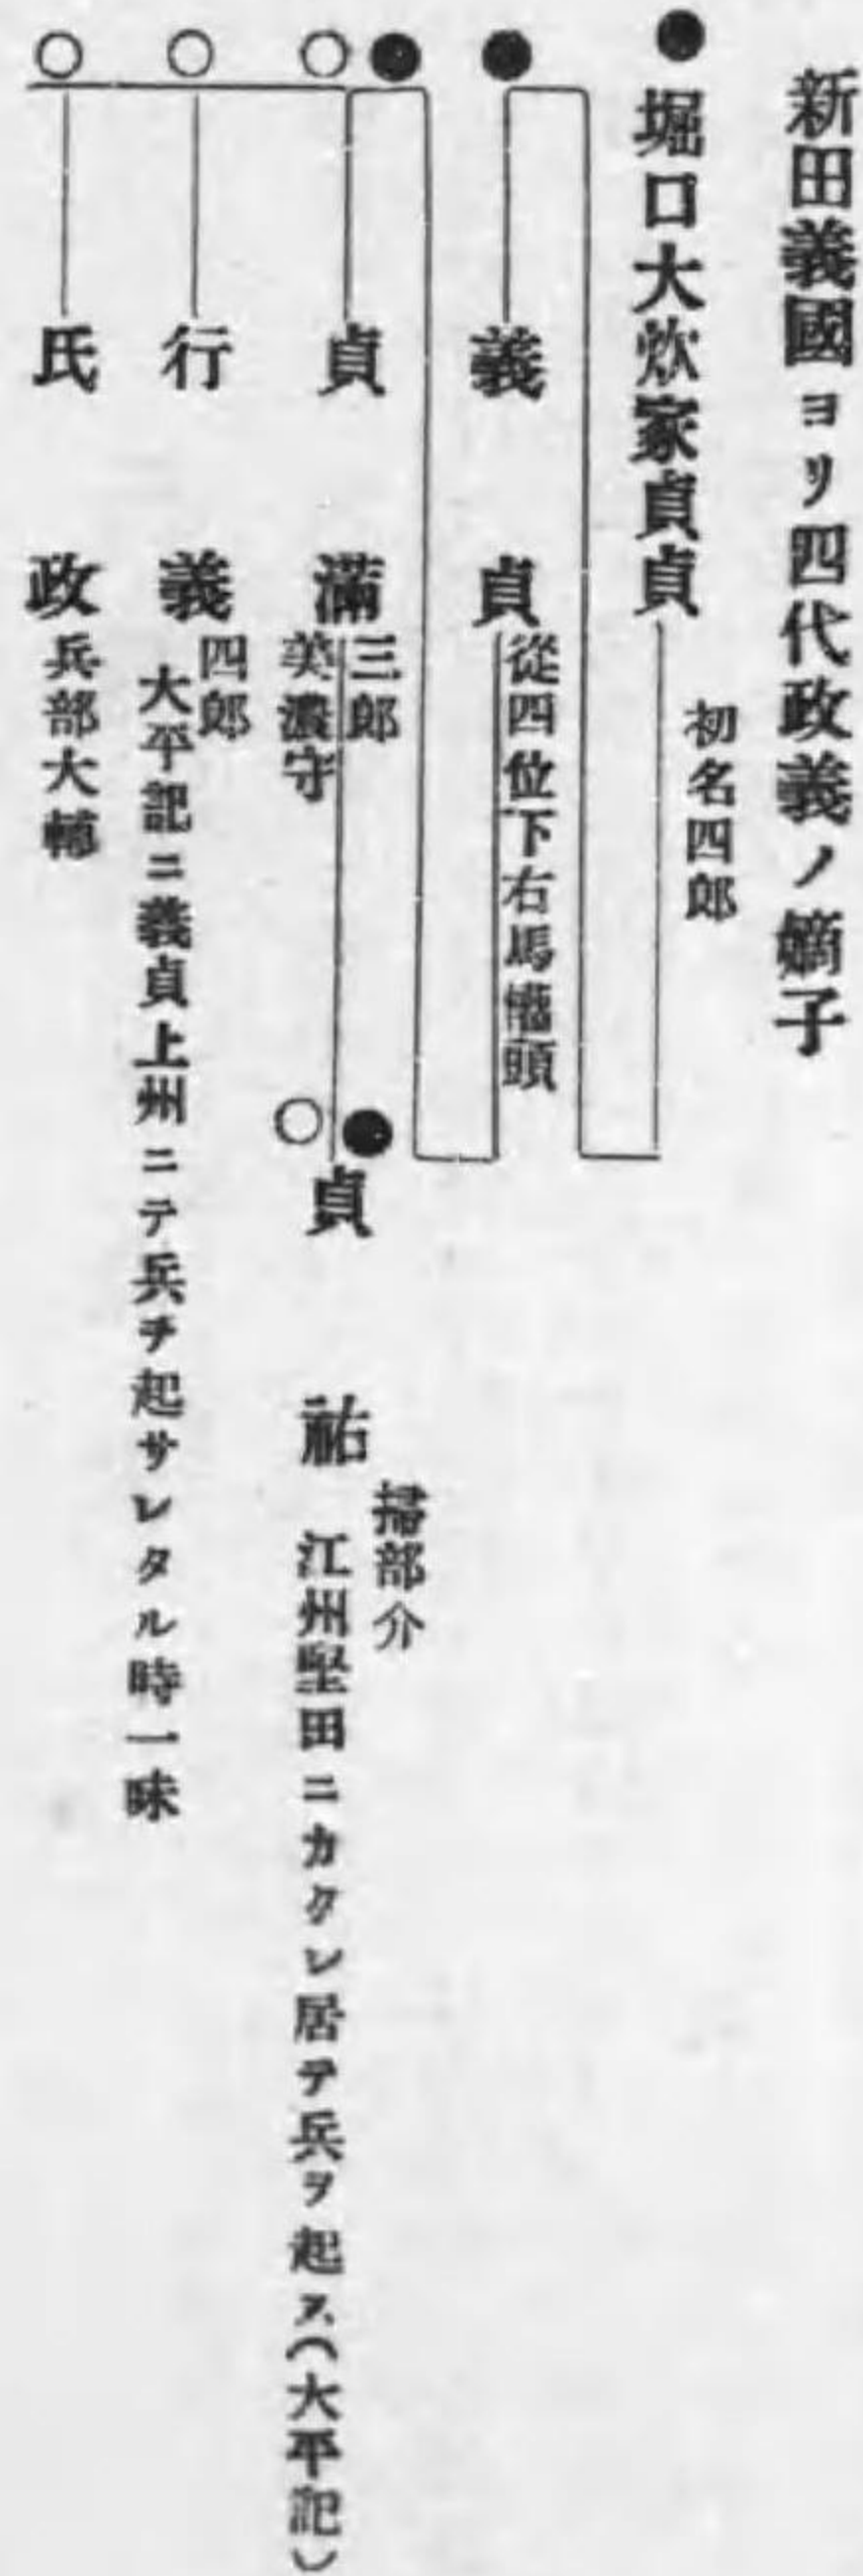 新田義國ヨリ四代政義ノ嫡子
堀口大炊家貞貞
初名四郎
義貞
從四位下右馬權頭
貞滿
三郎
美濃守
貞祐
掃部介
江州堅田ニカクレ居テ兵ヲ起ス(大平記)
行義
四郎
大平記ニ義貞上州ニテ兵チ起サレタル時一味
氏政
兵部大輔